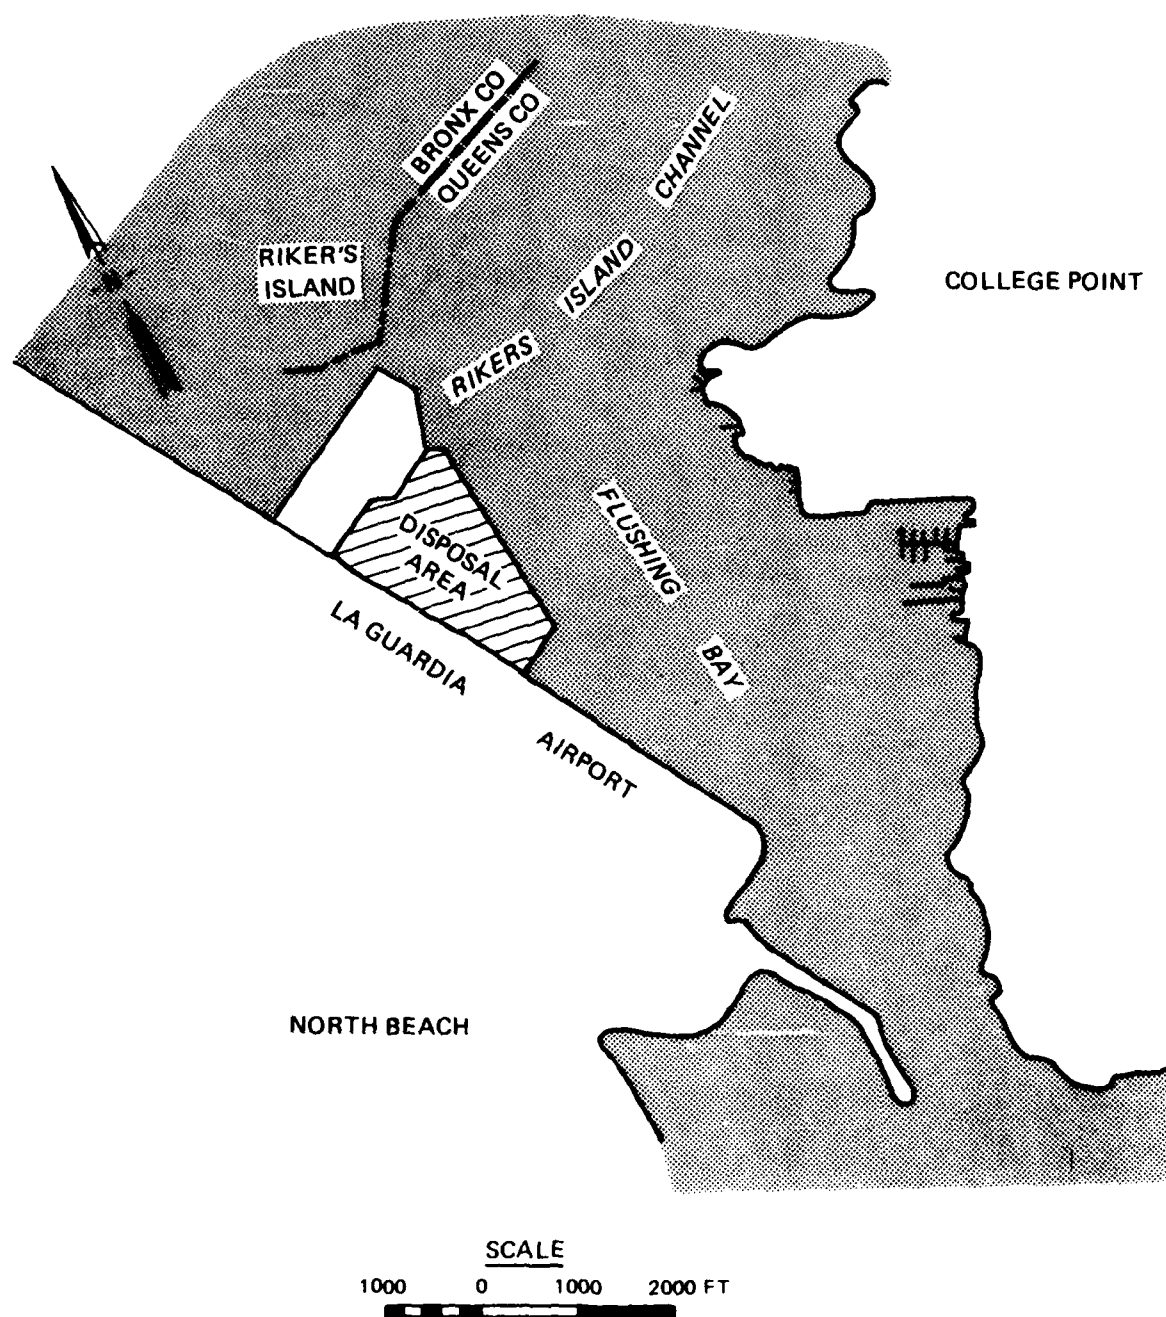 BRONX CO
QUEENS CO
CHANNEL
RIKER'S
ISLAND
ISLAND
RIKERS
COLLEGE POINT
FLUSHING
DISPOSAL
AREA
BAY
LA GUARDIA
AIRPORT
NORTH BEACH
SCALE
1000 0 1000 2000 FT